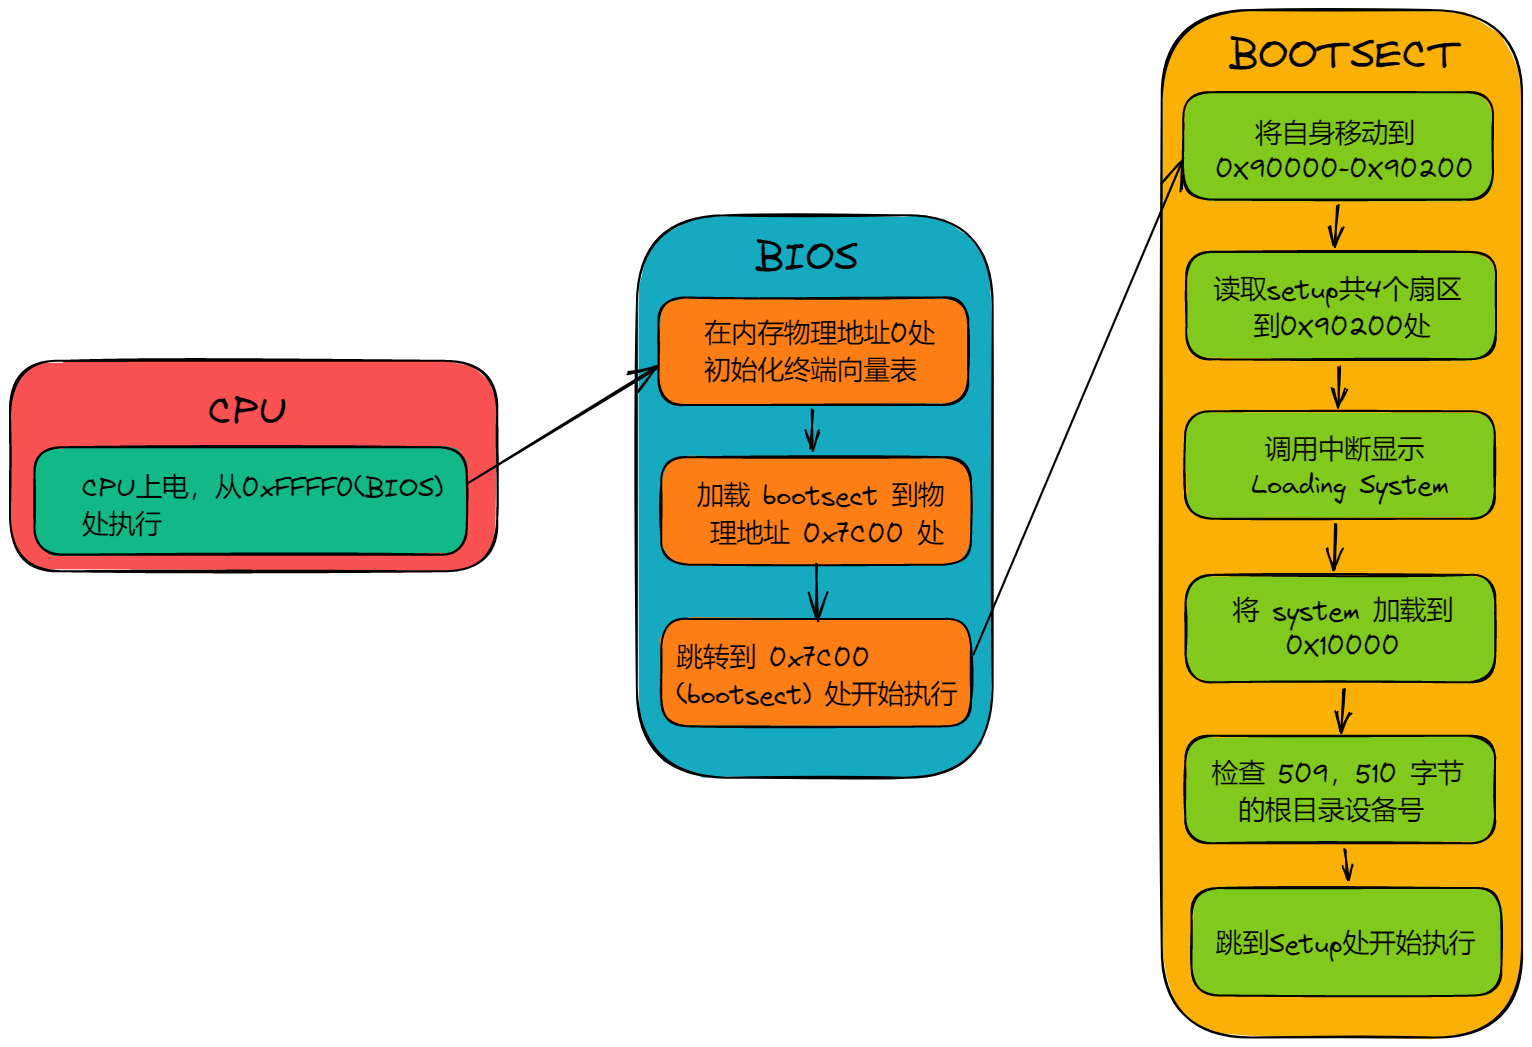 CPU
CPU上电，从0xFFFF0(BIOS)
处执行
BIOS
在内存物理地址0处
初始化终端向量表
加载 bootsect 到物
理地址 0x7C00 处
跳转到 0x7C00
(bootsect) 处开始执行
BOOTSECT
将自身移动到
0X90000-0X90200
读取setup共4个扇区
到0x90200处
调用中断显示
Loading System
将 system 加载到
0X10000
检查 509，510 字节
的根目录设备号
跳到Setup处开始执行